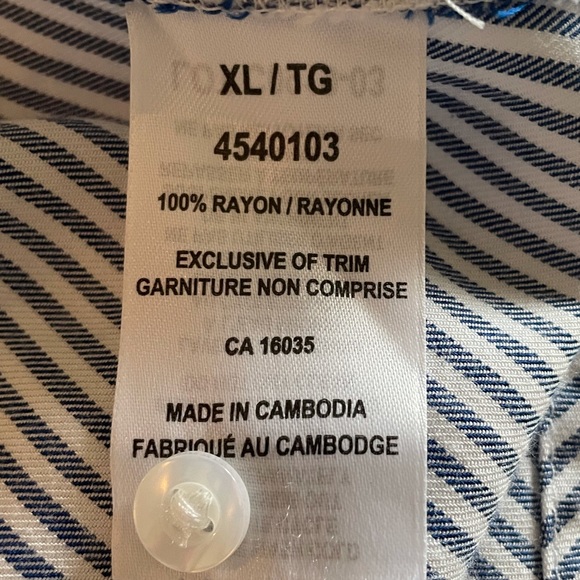 XL / TG
4540103
100% RAYON / RAYONNE
EXCLUSIVE OF TRIM
GARNITURE NON COMPRISE
CA 16035
MADE IN CAMBODIA
FABRIQUÉ AU CAMBODGE